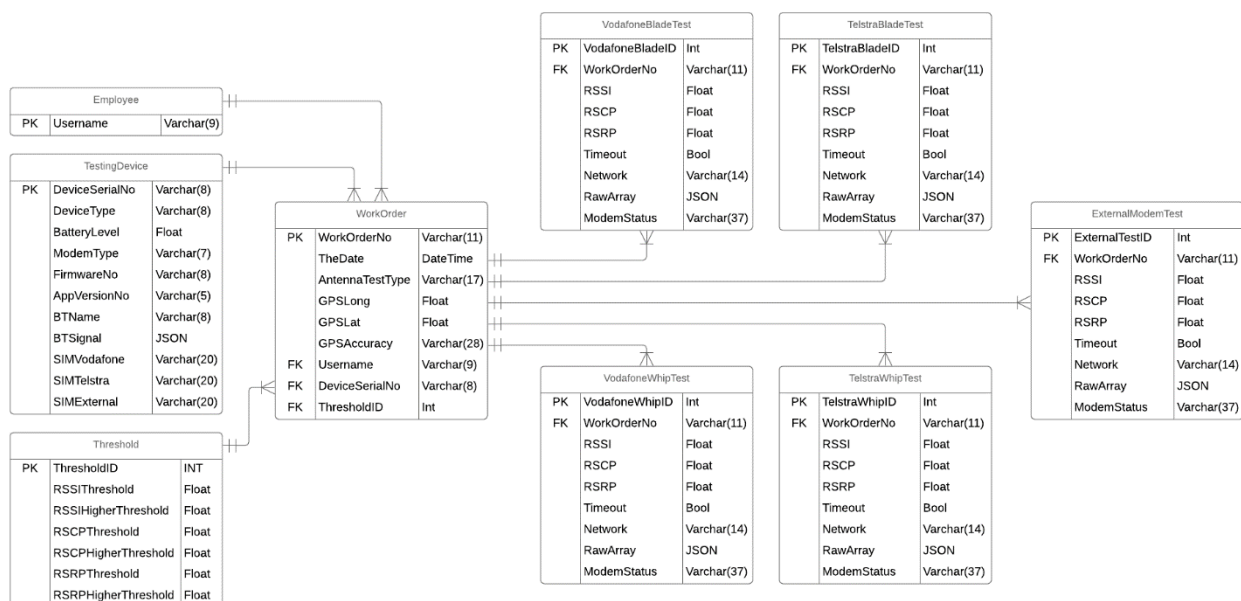 Employee
PK Username Varchar(9)
TestingDevice
PK DeviceSerialNo Varchar(8)
DeviceType Varchar(8)
BatteryLevel Float
ModemType Varchar(7)
FirmwareNo Varchar(8)
AppVersionNo Varchar(5)
BTName Varchar(8)
BTSignal JSON
SIMVodafone Varchar(20)
SIMTelstra Varchar(20)
SIMExternal Varchar(20)
Threshold
PK ThresholdID INT
RSSIThreshold Float
RSSIHigherThreshold Float
RSCPThreshold Float
RSCPHigherThreshold Float
RSRPThreshold Float
RSRPHigherThreshold Float
WorkOrder
PK WorkOrderNo Varchar(11)
TheDate DateTime
AntennaTestType Varchar(17)
GPSLong Float
GPSLat Float
GPSAccuracy Varchar(28)
FK Username Varchar(9)
FK DeviceSerialNo Varchar(8)
FK ThresholdID Int
VodafoneBladeTest
PK VodafoneBladeID Int
FK WorkOrderNo Varchar(11)
RSSI Float
RSCP Float
RSRP Float
Timeout Bool
Network Varchar(14)
RawArray JSON
ModemStatus Varchar(37)
TelstraBladeTest
PK TelstraBladeID Int
FK WorkOrderNo Varchar(11)
RSSI Float
RSCP Float
RSRP Float
Timeout Bool
Network Varchar(14)
RawArray JSON
ModemStatus Varchar(37)
VodafoneWhipTest
PK VodafoneWhipID Int
FK WorkOrderNo Varchar(11)
RSSI Float
RSCP Float
RSRP Float
Timeout Bool
Network Varchar(14)
RawArray JSON
ModemStatus Varchar(37)
TelstraWhipTest
PK TelstraWhipID Int
FK WorkOrderNo Varchar(11)
RSSI Float
RSCP Float
RSRP Float
Timeout Bool
Network Varchar(14)
RawArray JSON
ModemStatus Varchar(37)
ExternalModemTest
PK ExternalTestID Int
FK WorkOrderNo Varchar(11)
RSSI Float
RSCP Float
RSRP Float
Timeout Bool
Network Varchar(14)
RawArray JSON
ModemStatus Varchar(37)